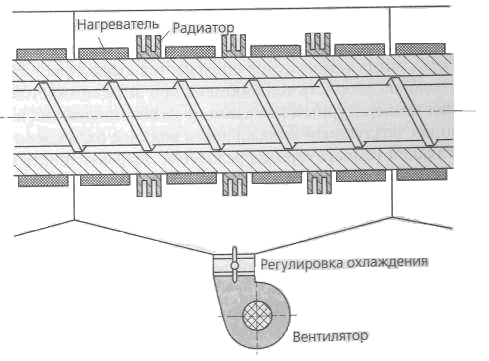 Нагреватель
Радиатор
Регулировка охлаждения
Вентилятор